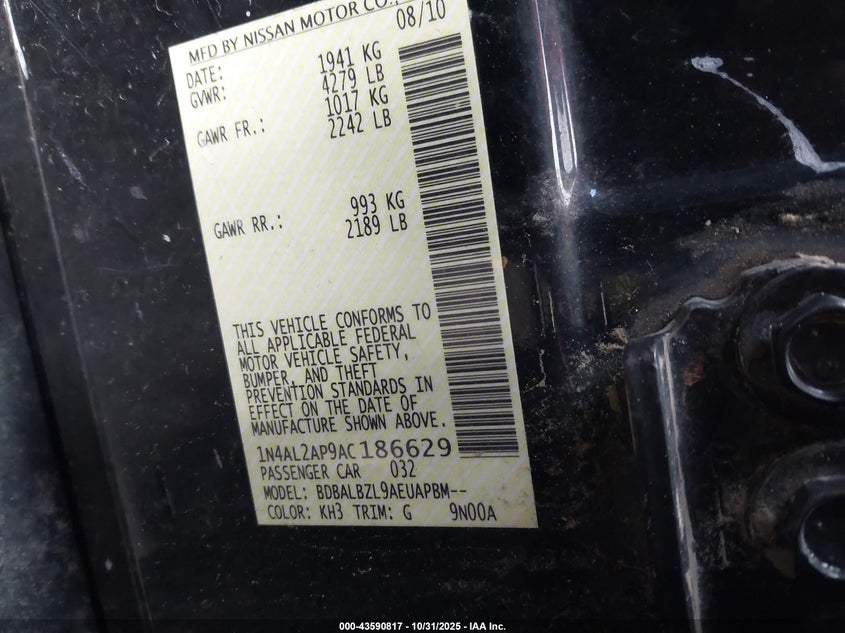 MFD BY NISSAN MOTOR CO.,
DATE: 08/10
GVWR: 1941 KG
4279 LB
GAWR FR.: 1017 KG
2242 LB
GAWR RR.: 993 KG
2189 LB
THIS VEHICLE CONFORMS TO
ALL APPLICABLE FEDERAL
MOTOR VEHICLE SAFETY,
BUMPER, AND THEFT
PREVENTION STANDARDS IN
EFFECT ON THE DATE OF
MANUFACTURE SHOWN ABOVE.
1N4AL2AP9AC186629
PASSENGER CAR 032
MODEL: BDBALBZL9AEUAPBM--
COLOR: KH3 TRIM: G 9N00A
000-43590817 - 10/31/2025 - IAA Inc.